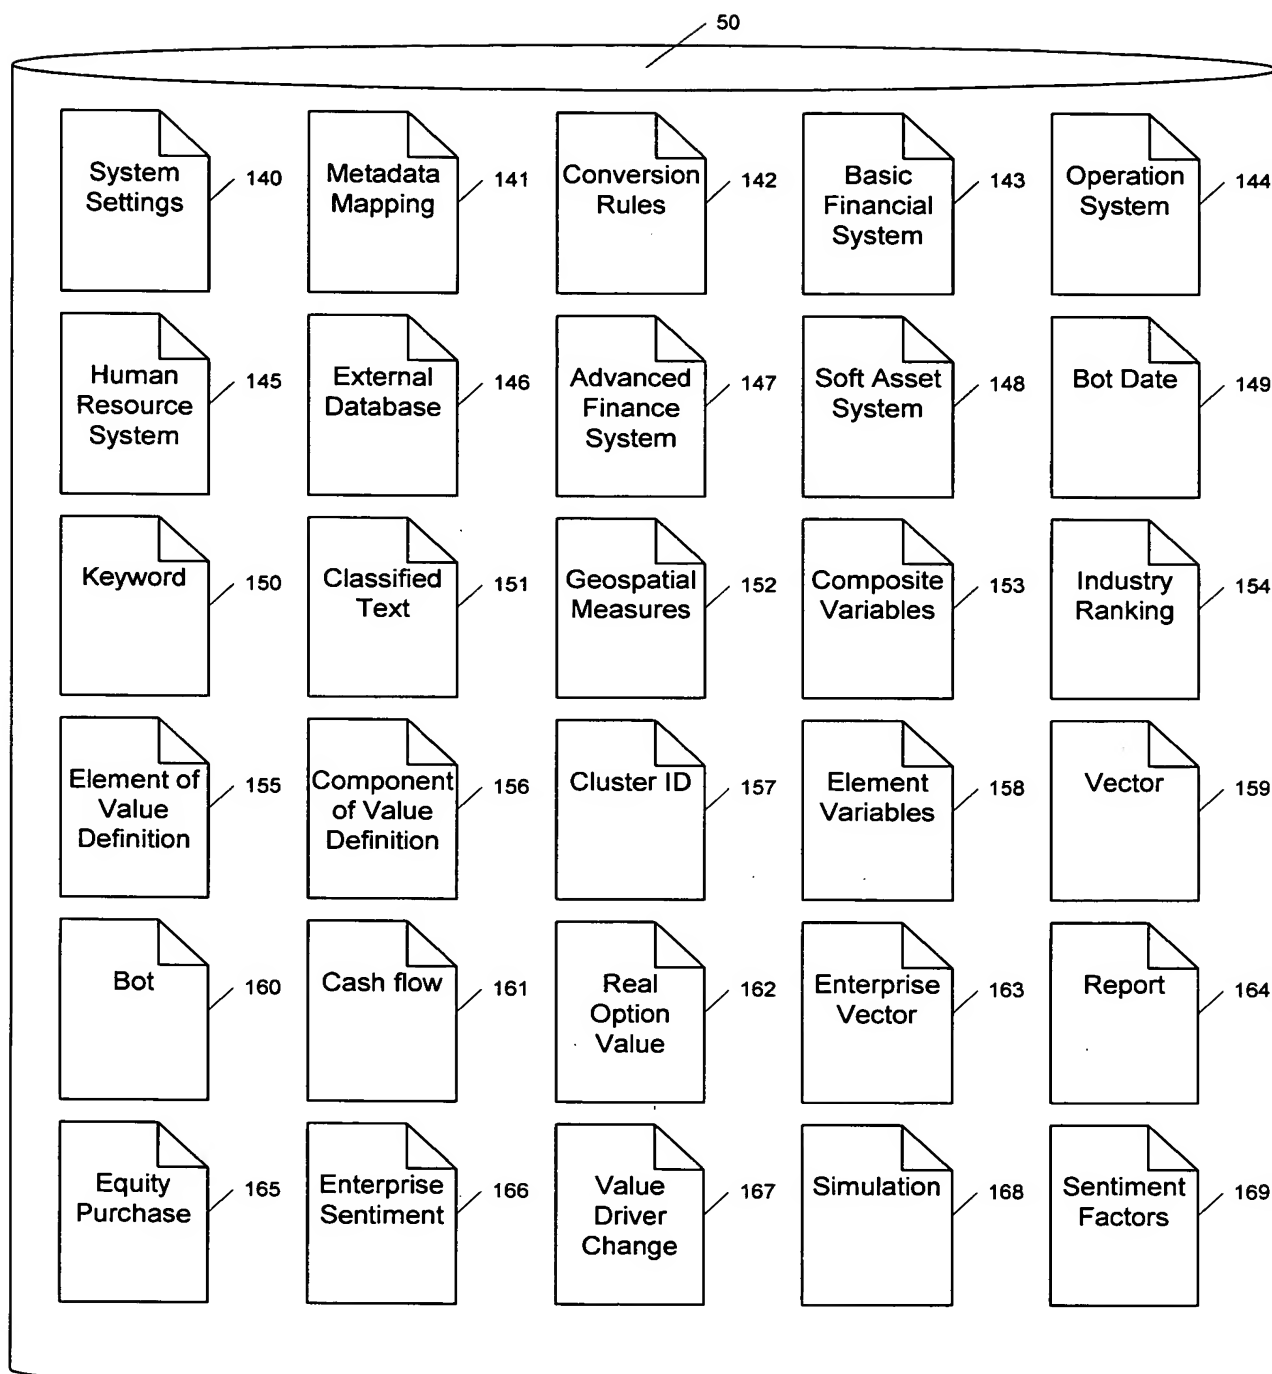 50
System
Settings
140
Metadata
Mapping
141
Conversion
Rules
142
Basic
Financial
System
143
Operation
System
144
Human
Resource
System
145
External
Database
146
Advanced
Finance
System
147
Soft Asset
System
148
Bot Date
149
Keyword
150
Classified
Text
151
Geospatial
Measures
152
Composite
Variables
153
Industry
Ranking
154
Element of
Value
Definition
155
Component
of Value
Definition
156
Cluster ID
157
Element
Variables
158
Vector
159
Bot
160
Cash flow
161
Real
Option
Value
162
Enterprise
Vector
163
Report
164
Equity
Purchase
165
Enterprise
Sentiment
166
Value
Driver
Change
167
Simulation
168
Sentiment
Factors
169